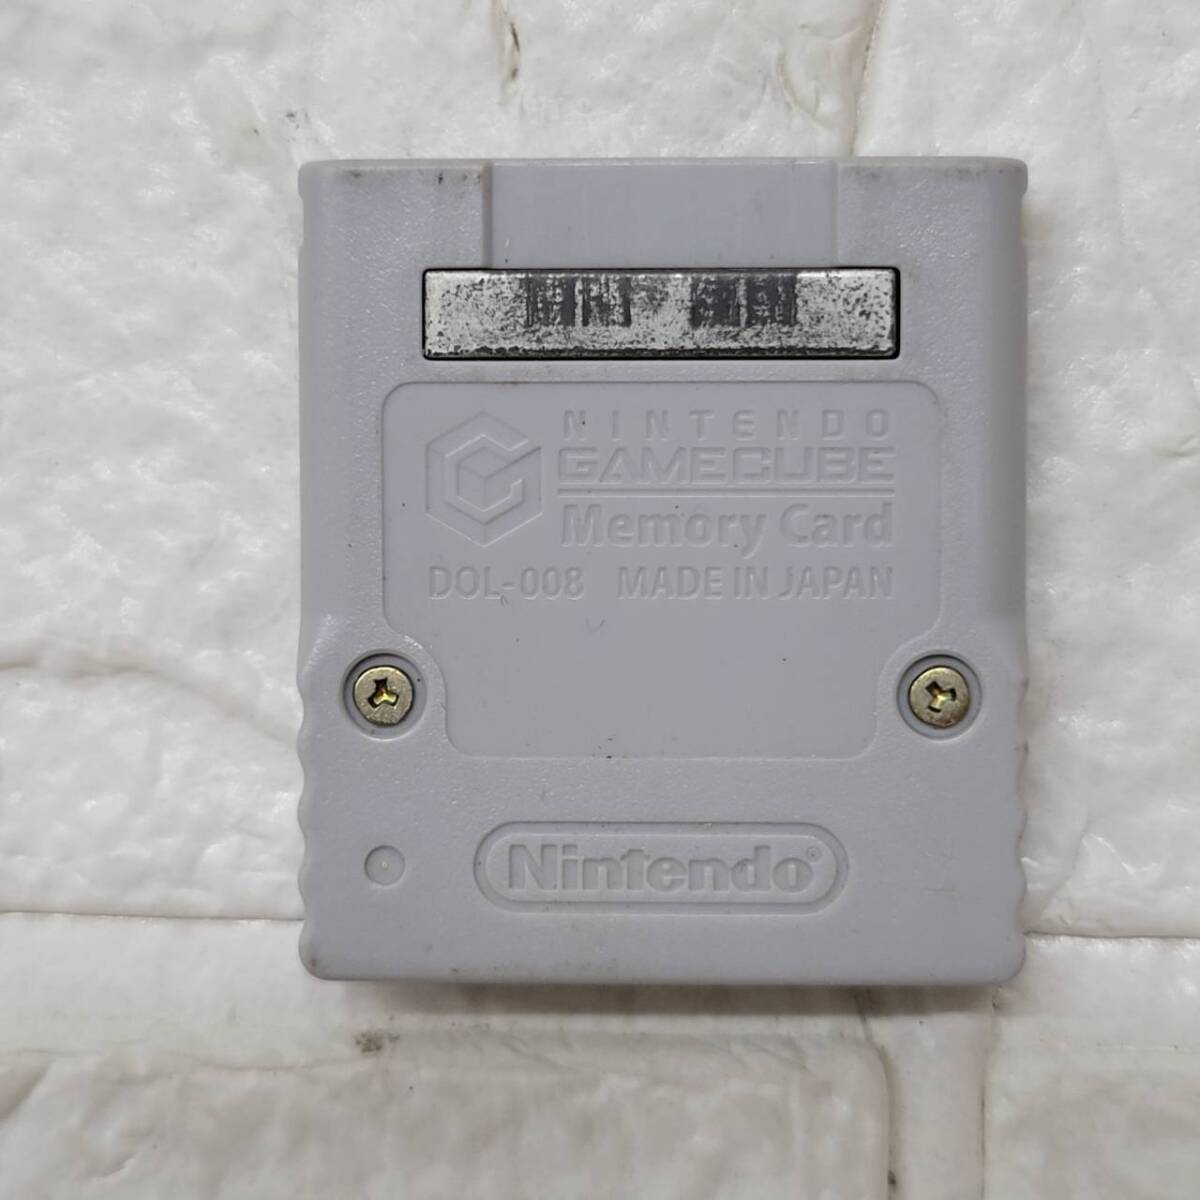 NINTENDO
GAMECUBE
Memory Card
DOL-008 MADE IN JAPAN
Nintendo®